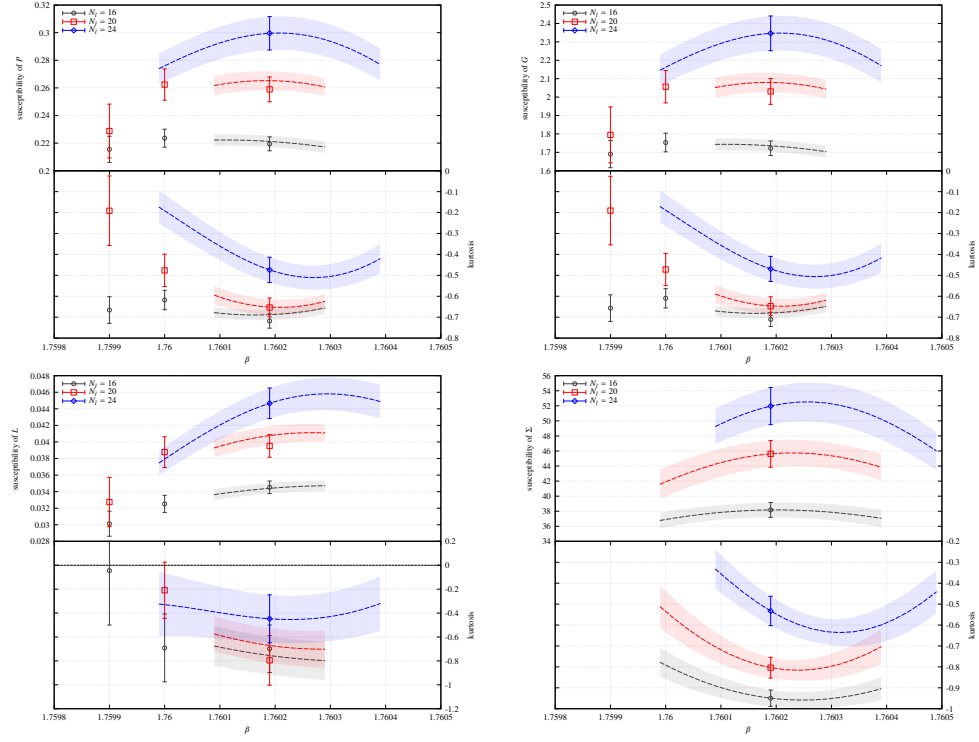 0.32
0.3
0.28
0.26
0.24
0.22
0.2
susceptibility of P
N_l = 16
N_l = 20
N_l = 24
0
-0.1
-0.2
-0.3
-0.4
-0.5
-0.6
-0.7
-0.8
kurtosis
1.7598 1.7599 1.76 1.7601 1.7602 1.7603 1.7604 1.7605
β
2.5
2.4
2.3
2.2
2.1
2
1.9
1.8
1.7
1.6
susceptibility of G
N_l = 16
N_l = 20
N_l = 24
0
-0.1
-0.2
-0.3
-0.4
-0.5
-0.6
-0.7
-0.8
kurtosis
1.7598 1.7599 1.76 1.7601 1.7602 1.7603 1.7604 1.7605
β
0.048
0.046
0.044
0.042
0.04
0.038
0.036
0.034
0.032
0.03
0.028
susceptibility of L
N_l = 16
N_l = 20
N_l = 24
0.2
0
-0.2
-0.4
-0.6
-0.8
-1
-1.2
kurtosis
1.7598 1.7599 1.76 1.7601 1.7602 1.7603 1.7604 1.7605
β
56
54
52
50
48
46
44
42
40
38
36
34
susceptibility of Σ
N_l = 16
N_l = 20
N_l = 24
-0.2
-0.3
-0.4
-0.5
-0.6
-0.7
-0.8
-0.9
-1
kurtosis
1.7598 1.7599 1.76 1.7601 1.7602 1.7603 1.7604 1.7605
β